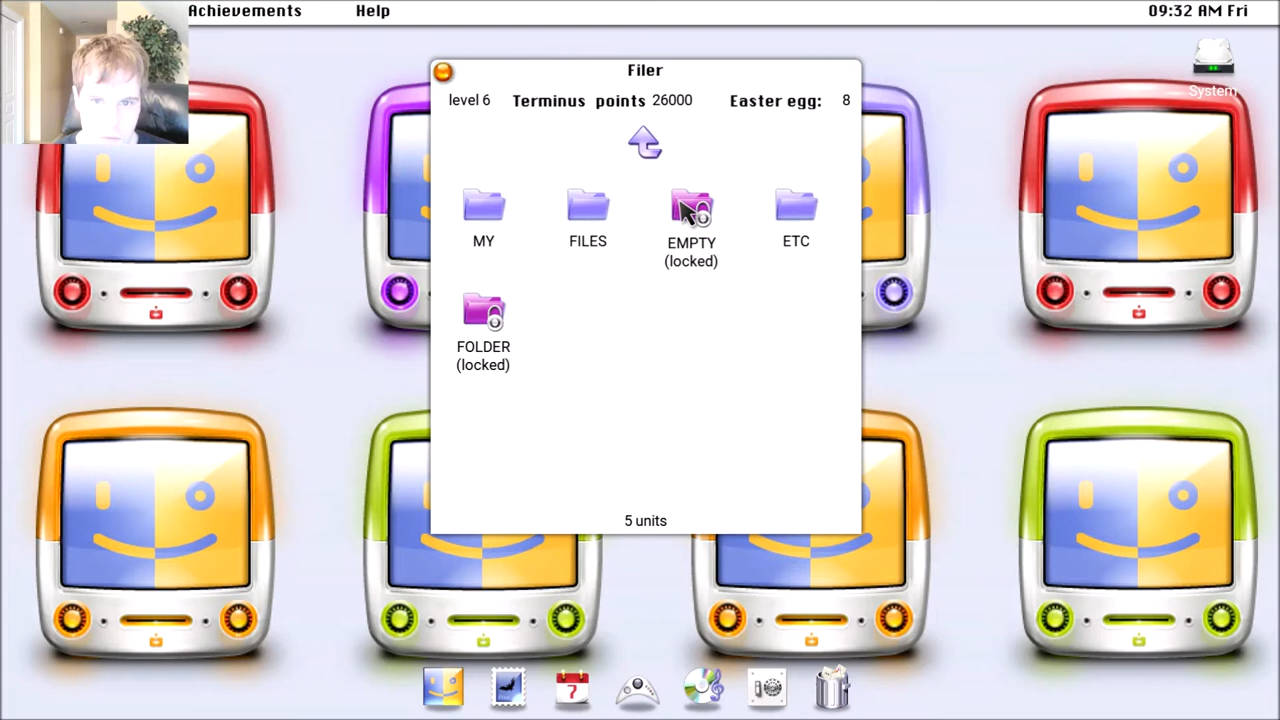 Achievements Help 09:32 AM Fri
Filer
level 6 Terminus points 26000 Easter egg: 8
System
MY FILES EMPTY (locked) ETC
FOLDER (locked)
5 units
7